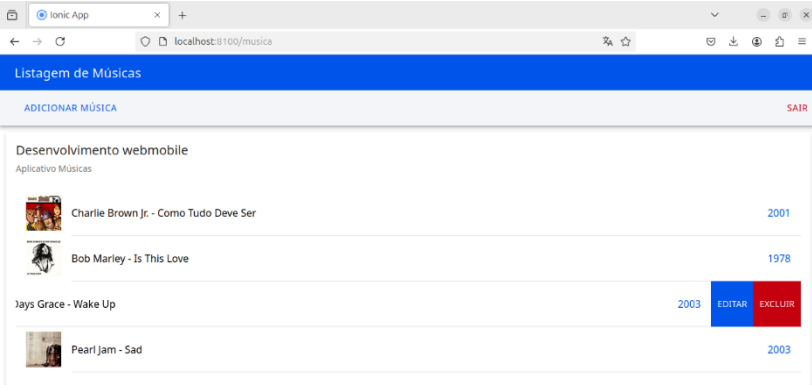 Ionic App
localhost:8100/musica
Listagem de Músicas
ADICIONAR MÚSICA
SAIR
Desenvolvimento webmobile
Aplicativo Músicas
Charlie Brown Jr. - Como Tudo Deve Ser 2001
Bob Marley - Is This Love 1978
Days Grace - Wake Up 2003 EDITAR EXCLUIR
Pearl Jam - Sad 2003